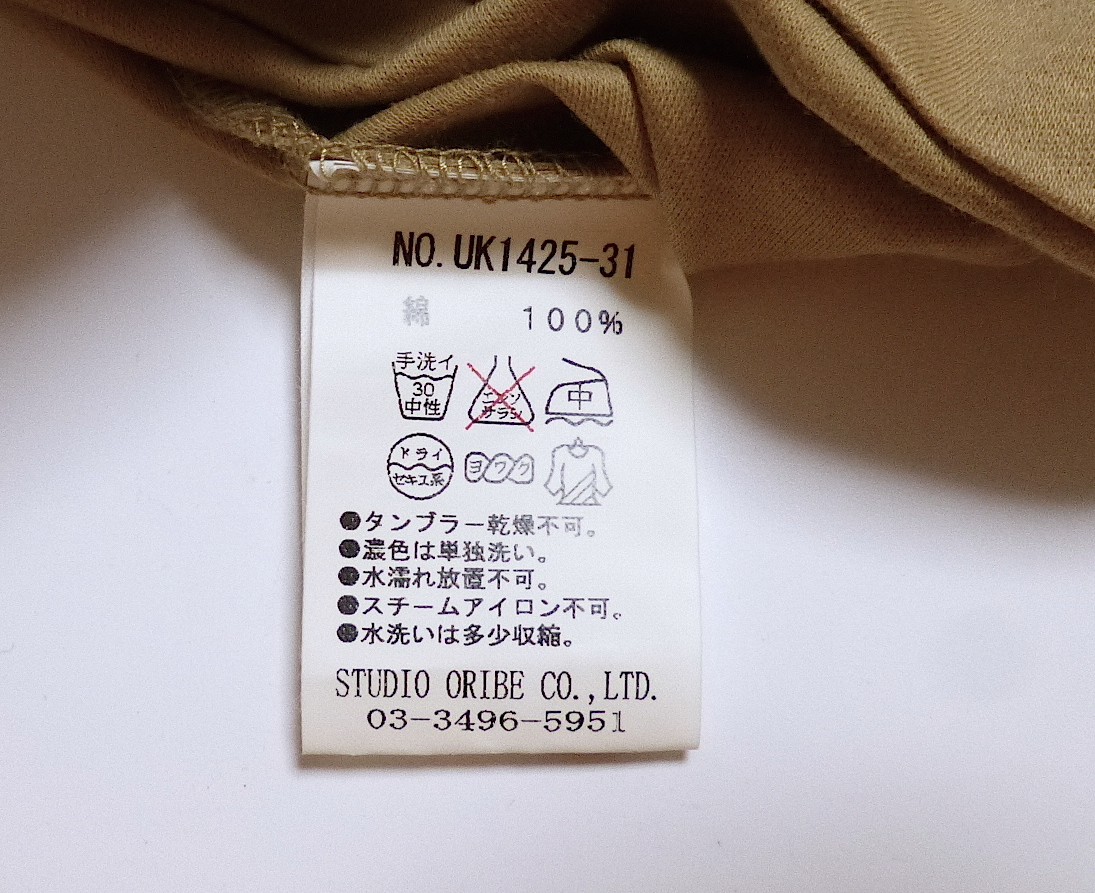 NO. UK1425-31
綿 100%
手洗イ
30
中性
エンソ
サラシ
中
ドライ
セキユ系
ヨワク
●タンブラー乾燥不可。
●濃色は単独洗い。
●水濡れ放置不可。
●スチームアイロン不可。
●水洗いは多少収縮。
STUDIO ORIBE CO.,LTD.
03-3496-5951